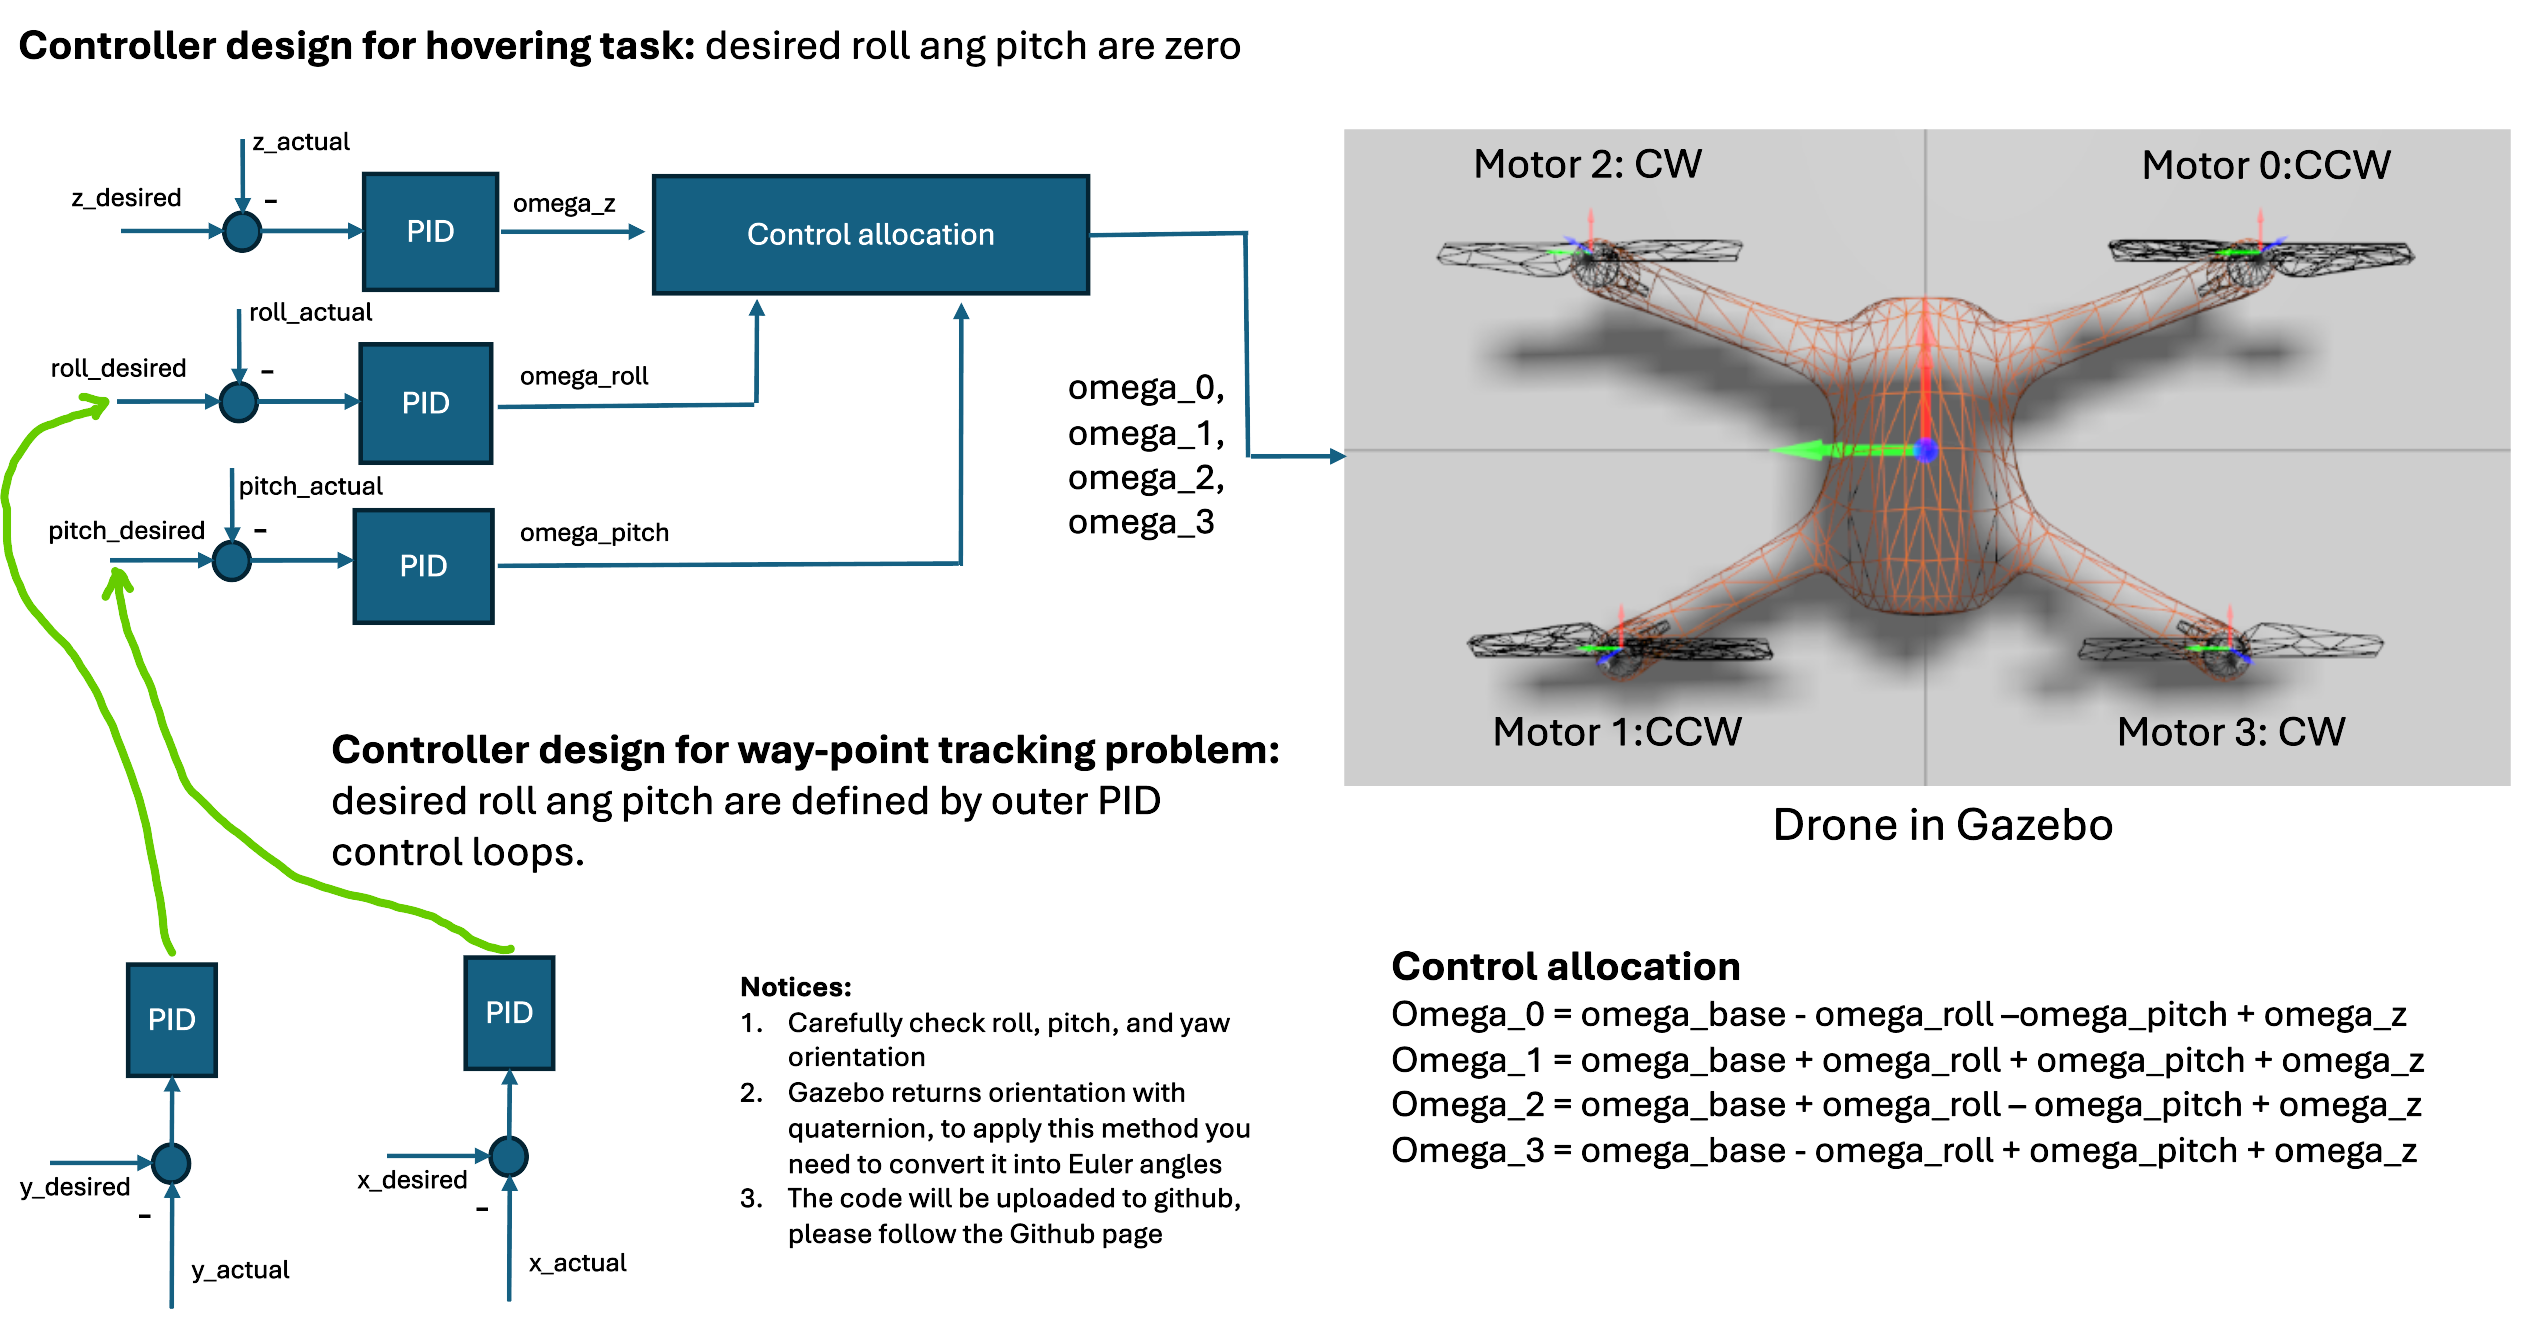 Controller design for hovering task: desired roll ang pitch are zero
z_actual
z_desired
-
PID
omega_z
Control allocation
roll_actual
roll_desired
-
PID
omega_roll
pitch_actual
pitch_desired
-
PID
omega_pitch
omega_0,
omega_1,
omega_2,
omega_3
Motor 2: CW
Motor 0:CCW
Motor 1:CCW
Motor 3: CW
Drone in Gazebo
Controller design for way-point tracking problem:
desired roll ang pitch are defined by outer PID
control loops.
PID
y_desired
-
y_actual
PID
x_desired
-
x_actual
Notices:
1. Carefully check roll, pitch, and yaw
orientation
2. Gazebo returns orientation with
quaternion, to apply this method you
need to convert it into Euler angles
3. The code will be uploaded to github,
please follow the Github page
Control allocation
Omega_0 = omega_base - omega_roll –omega_pitch + omega_z
Omega_1 = omega_base + omega_roll + omega_pitch + omega_z
Omega_2 = omega_base + omega_roll – omega_pitch + omega_z
Omega_3 = omega_base - omega_roll + omega_pitch + omega_z